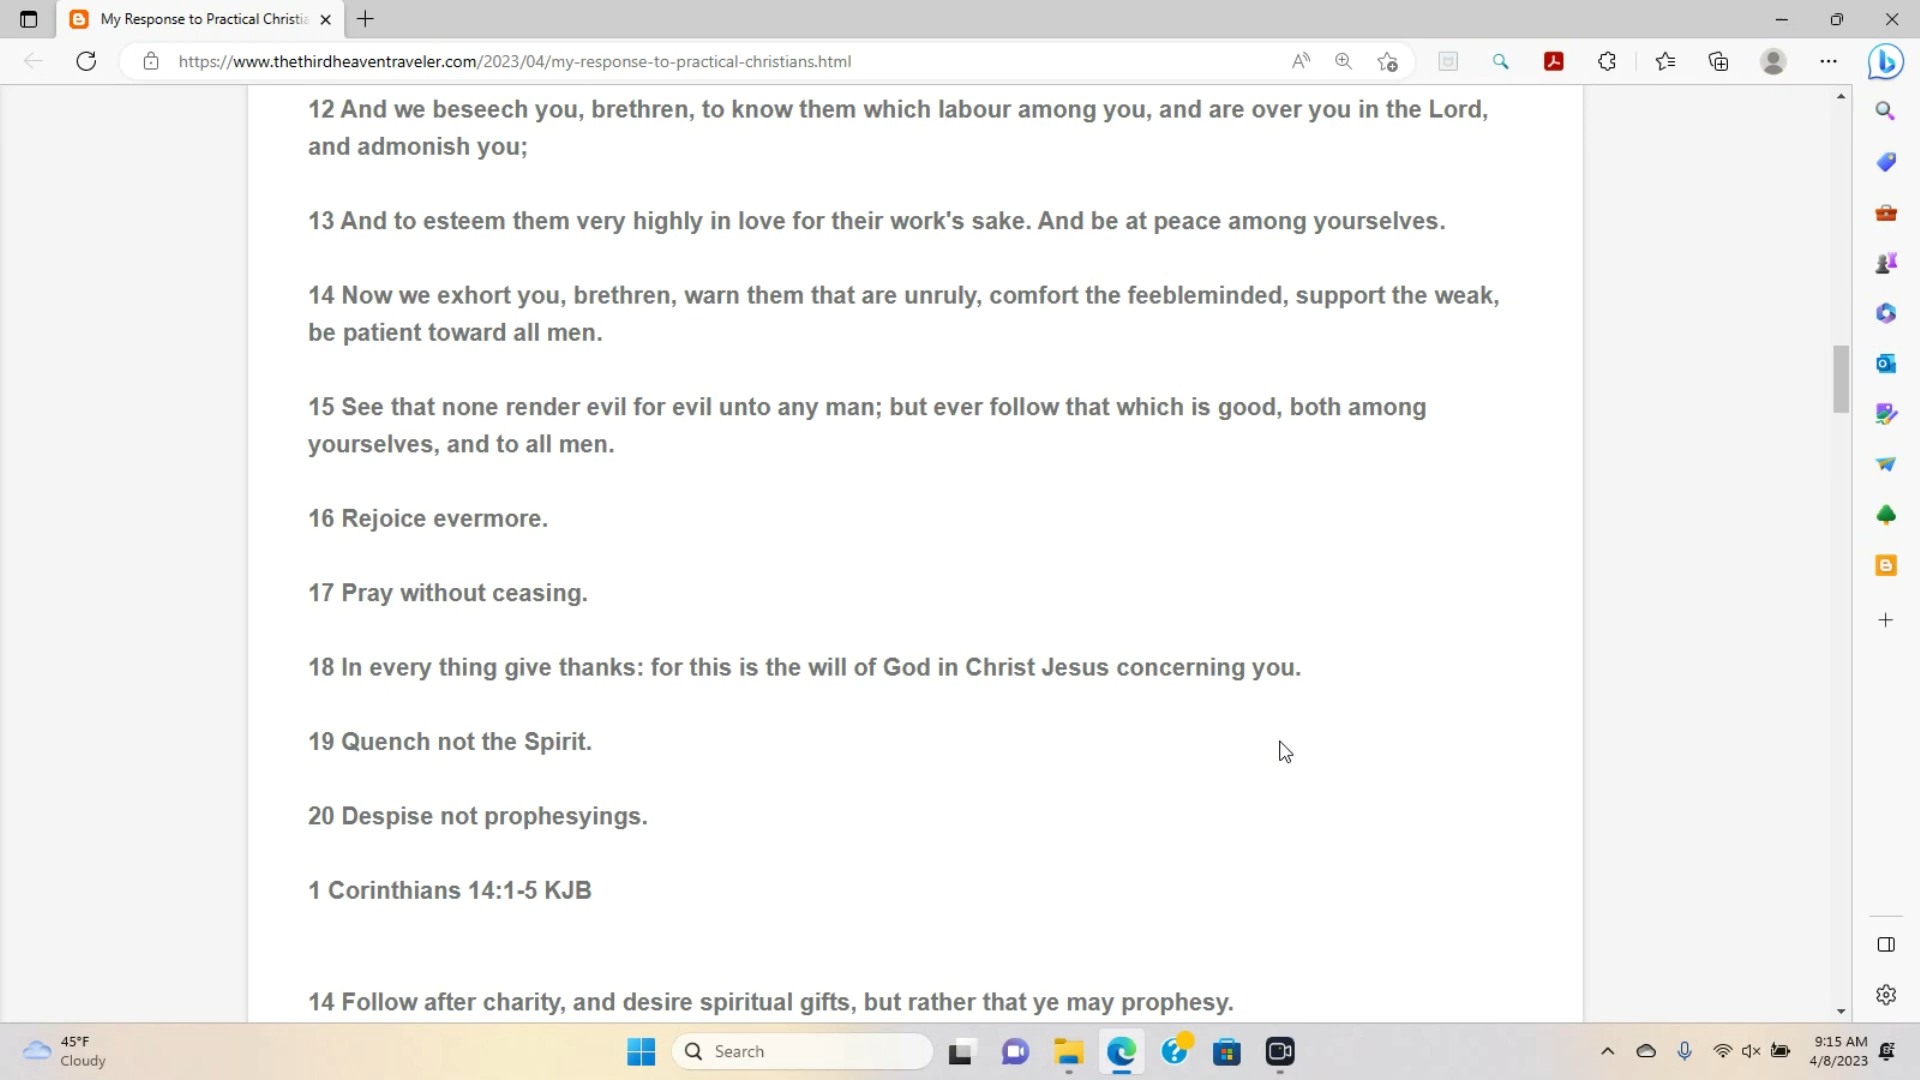 My Response to Practical Christia
https://www.thethirdheaventraveler.com/2023/04/my-response-to-practical-christians.html
12 And we beseech you, brethren, to know them which labour among you, and are over you in the Lord,
and admonish you;
13 And to esteem them very highly in love for their work's sake. And be at peace among yourselves.
14 Now we exhort you, brethren, warn them that are unruly, comfort the feebleminded, support the weak,
be patient toward all men.
15 See that none render evil for evil unto any man; but ever follow that which is good, both among
yourselves, and to all men.
16 Rejoice evermore.
17 Pray without ceasing.
18 In every thing give thanks: for this is the will of God in Christ Jesus concerning you.
19 Quench not the Spirit.
20 Despise not prophesyings.
1 Corinthians 14:1-5 KJB
14 Follow after charity, and desire spiritual gifts, but rather that ye may prophesy.
45°F
Cloudy
Search
9:15 AM
4/8/2023